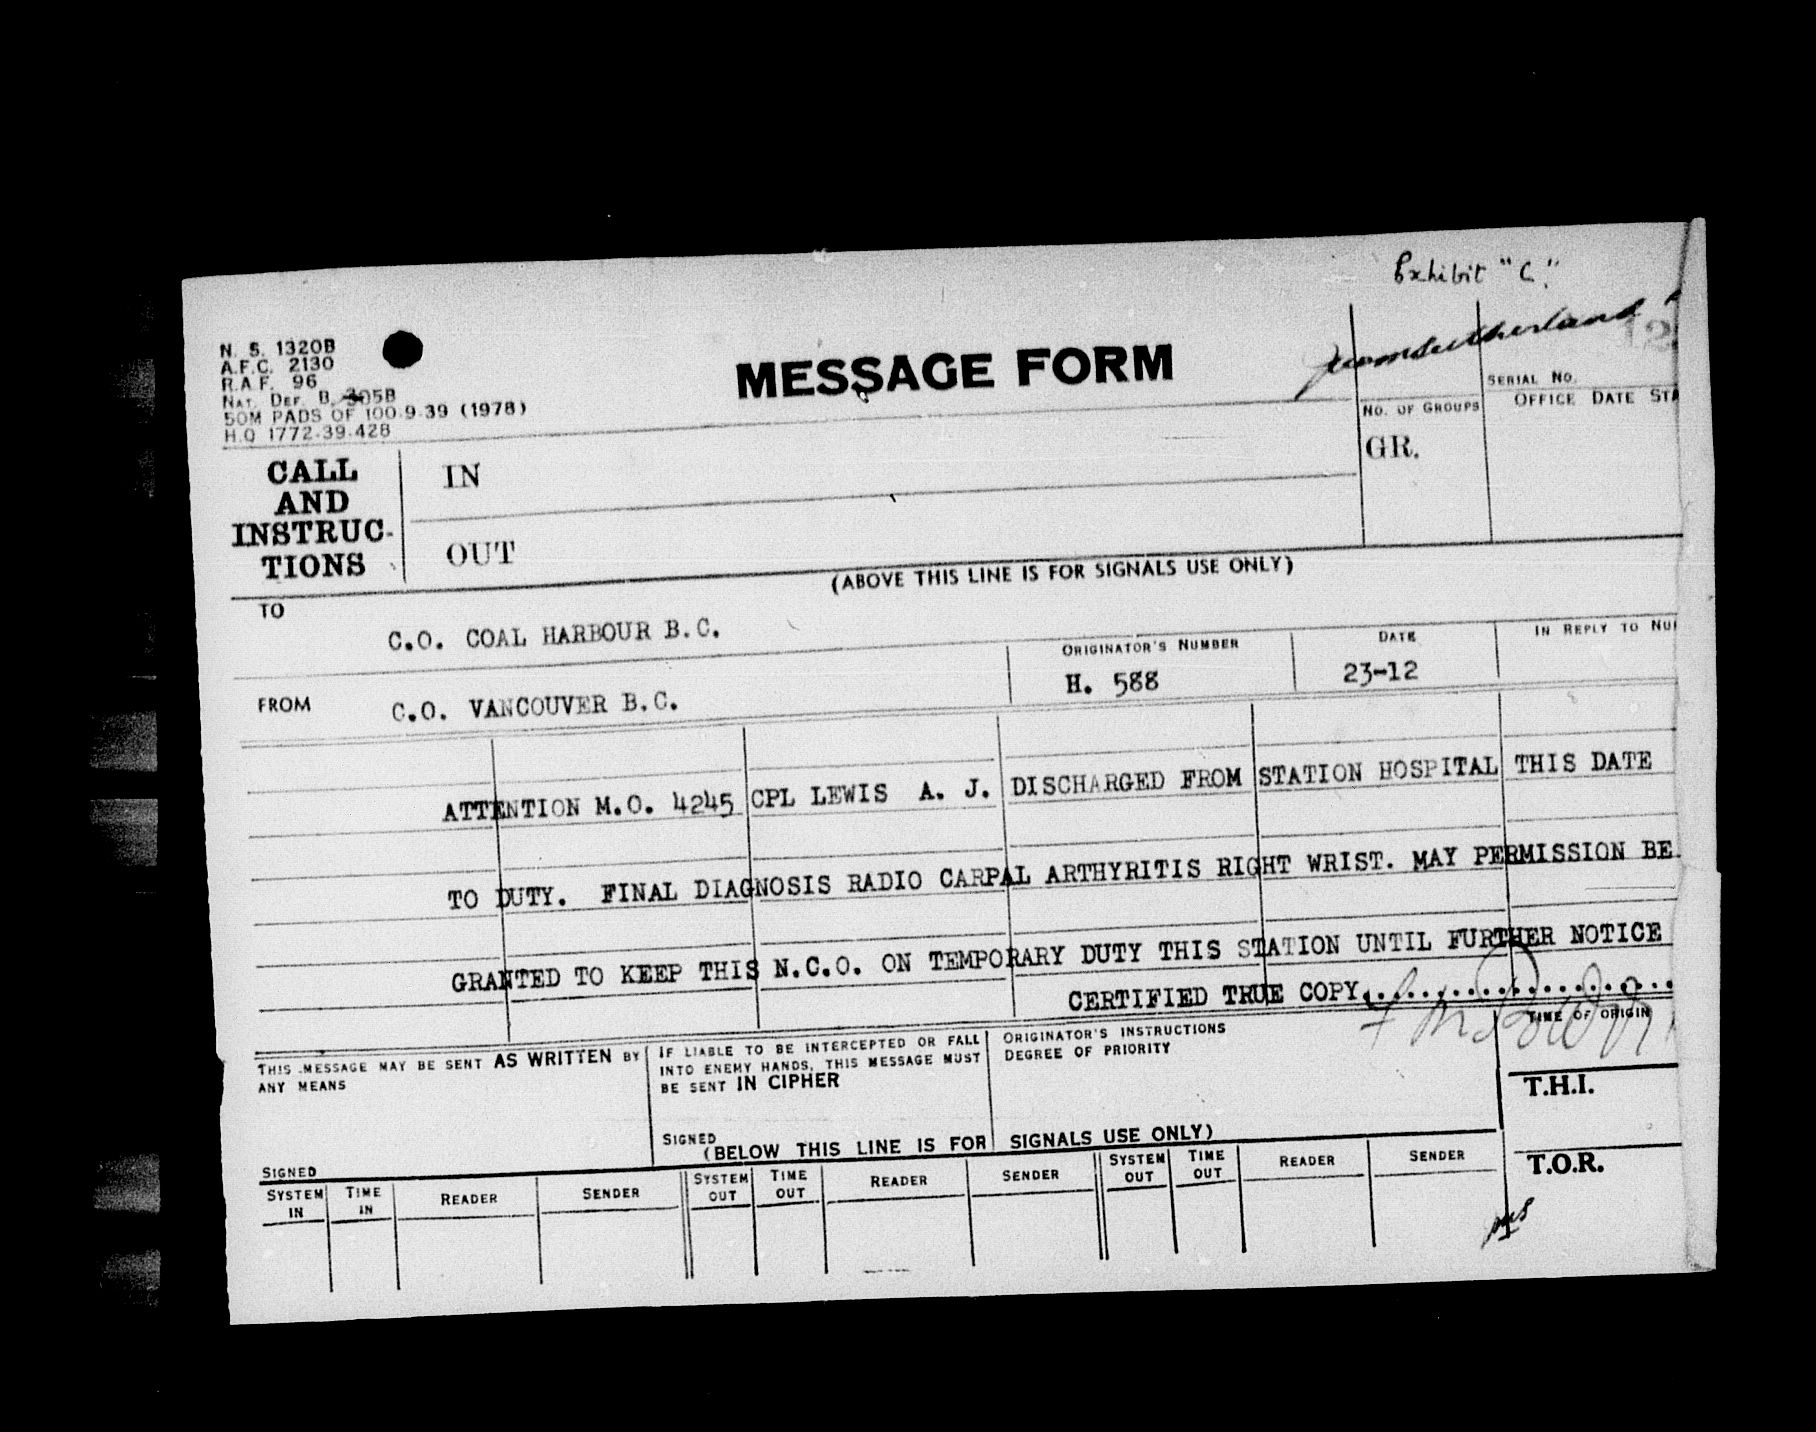 Exhibit "C."
N. S. 1320B
A.F.C. 2130
R.A.F. 96
NAT. DEF. B. 305B
50M PADS OF 100-9-39 (1978)
H.Q 1772-39-428
MESSAGE FORM
SERIAL NO.
NO. OF GROUPS
OFFICE DATE STA
CALL
AND
INSTRUC-
TIONS
IN
GR.
OUT
(ABOVE THIS LINE IS FOR SIGNALS USE ONLY)
TO
C.O. COAL HARBOUR B.C.
ORIGINATOR'S NUMBER
DATE
IN REPLY TO NU
FROM
C.O. VANCOUVER B.C.
H. 588
23-12
ATTENTION M.O. 4245 CPL LEWIS A. J. DISCHARGED FROM STATION HOSPITAL THIS DATE
TO DUTY. FINAL DIAGNOSIS RADIO CARPAL ARTHYRITIS RIGHT WRIST. MAY PERMISSION BE
GRANTED TO KEEP THIS N.C.O. ON TEMPORARY DUTY THIS STATION UNTIL FURTHER NOTICE
CERTIFIED TRUE COPY....................
THIS MESSAGE MAY BE SENT AS WRITTEN BY
ANY MEANS
SIGNED
IF LIABLE TO BE INTERCEPTED OR FALL
INTO ENEMY HANDS, THIS MESSAGE MUST
BE SENT IN CIPHER
SIGNED
ORIGINATOR'S INSTRUCTIONS
DEGREE OF PRIORITY
TIME OF ORIGIN
T.H.I.
T.O.R.
(BELOW THIS LINE IS FOR SIGNALS USE ONLY)
SYSTEM IN TIME IN READER SENDER SYSTEM OUT TIME OUT READER SENDER SYSTEM OUT TIME OUT READER SENDER